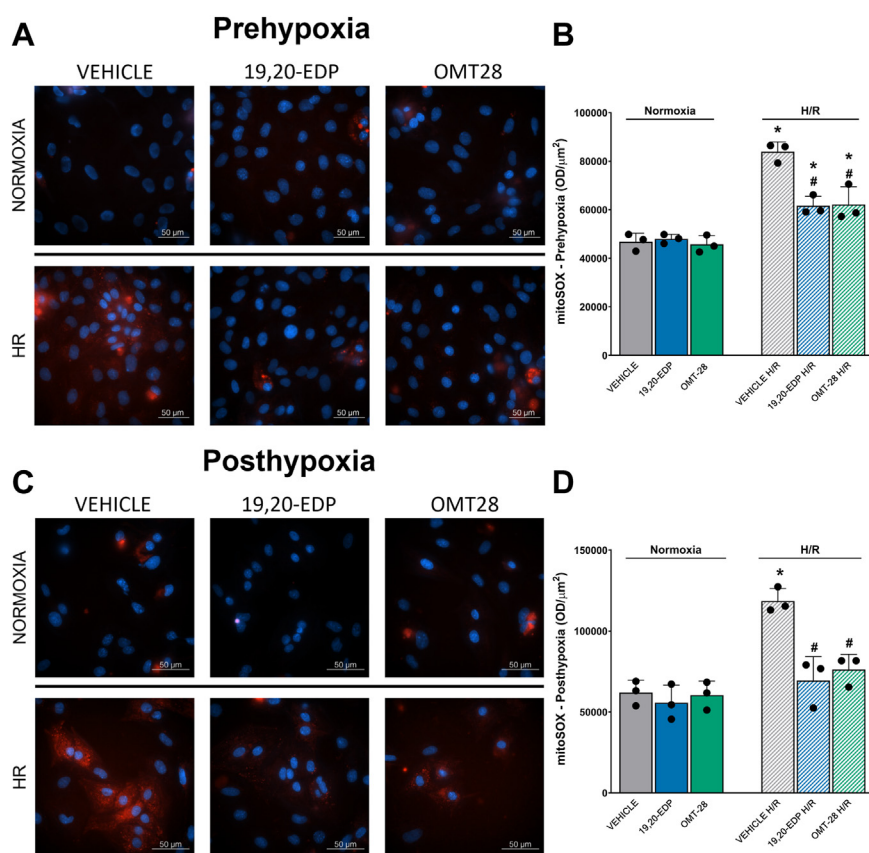 A
Prehypoxia
VEHICLE
19,20-EDP
OMT28
NORMOXIA
50 µm
50 µm
50 µm
HR
50 µm
50 µm
50 µm
B
100000
80000
60000
40000
20000
0
mitoSOX - Prehypoxia (OD/µm²)
Normoxia
H/R
*
*
#
*
#
VEHICLE
19,20-EDP
OMT-28
VEHICLE H/R
19,20-EDP H/R
OMT-28 H/R
C
Posthypoxia
VEHICLE
19,20-EDP
OMT28
NORMOXIA
50 µm
50 µm
50 µm
HR
50 µm
50 µm
50 µm
D
150000
100000
50000
0
mitoSOX - Posthypoxia (OD/µm²)
Normoxia
H/R
*
#
#
VEHICLE
19,20-EDP
OMT-28
VEHICLE H/R
19,20-EDP H/R
OMT-28 H/R